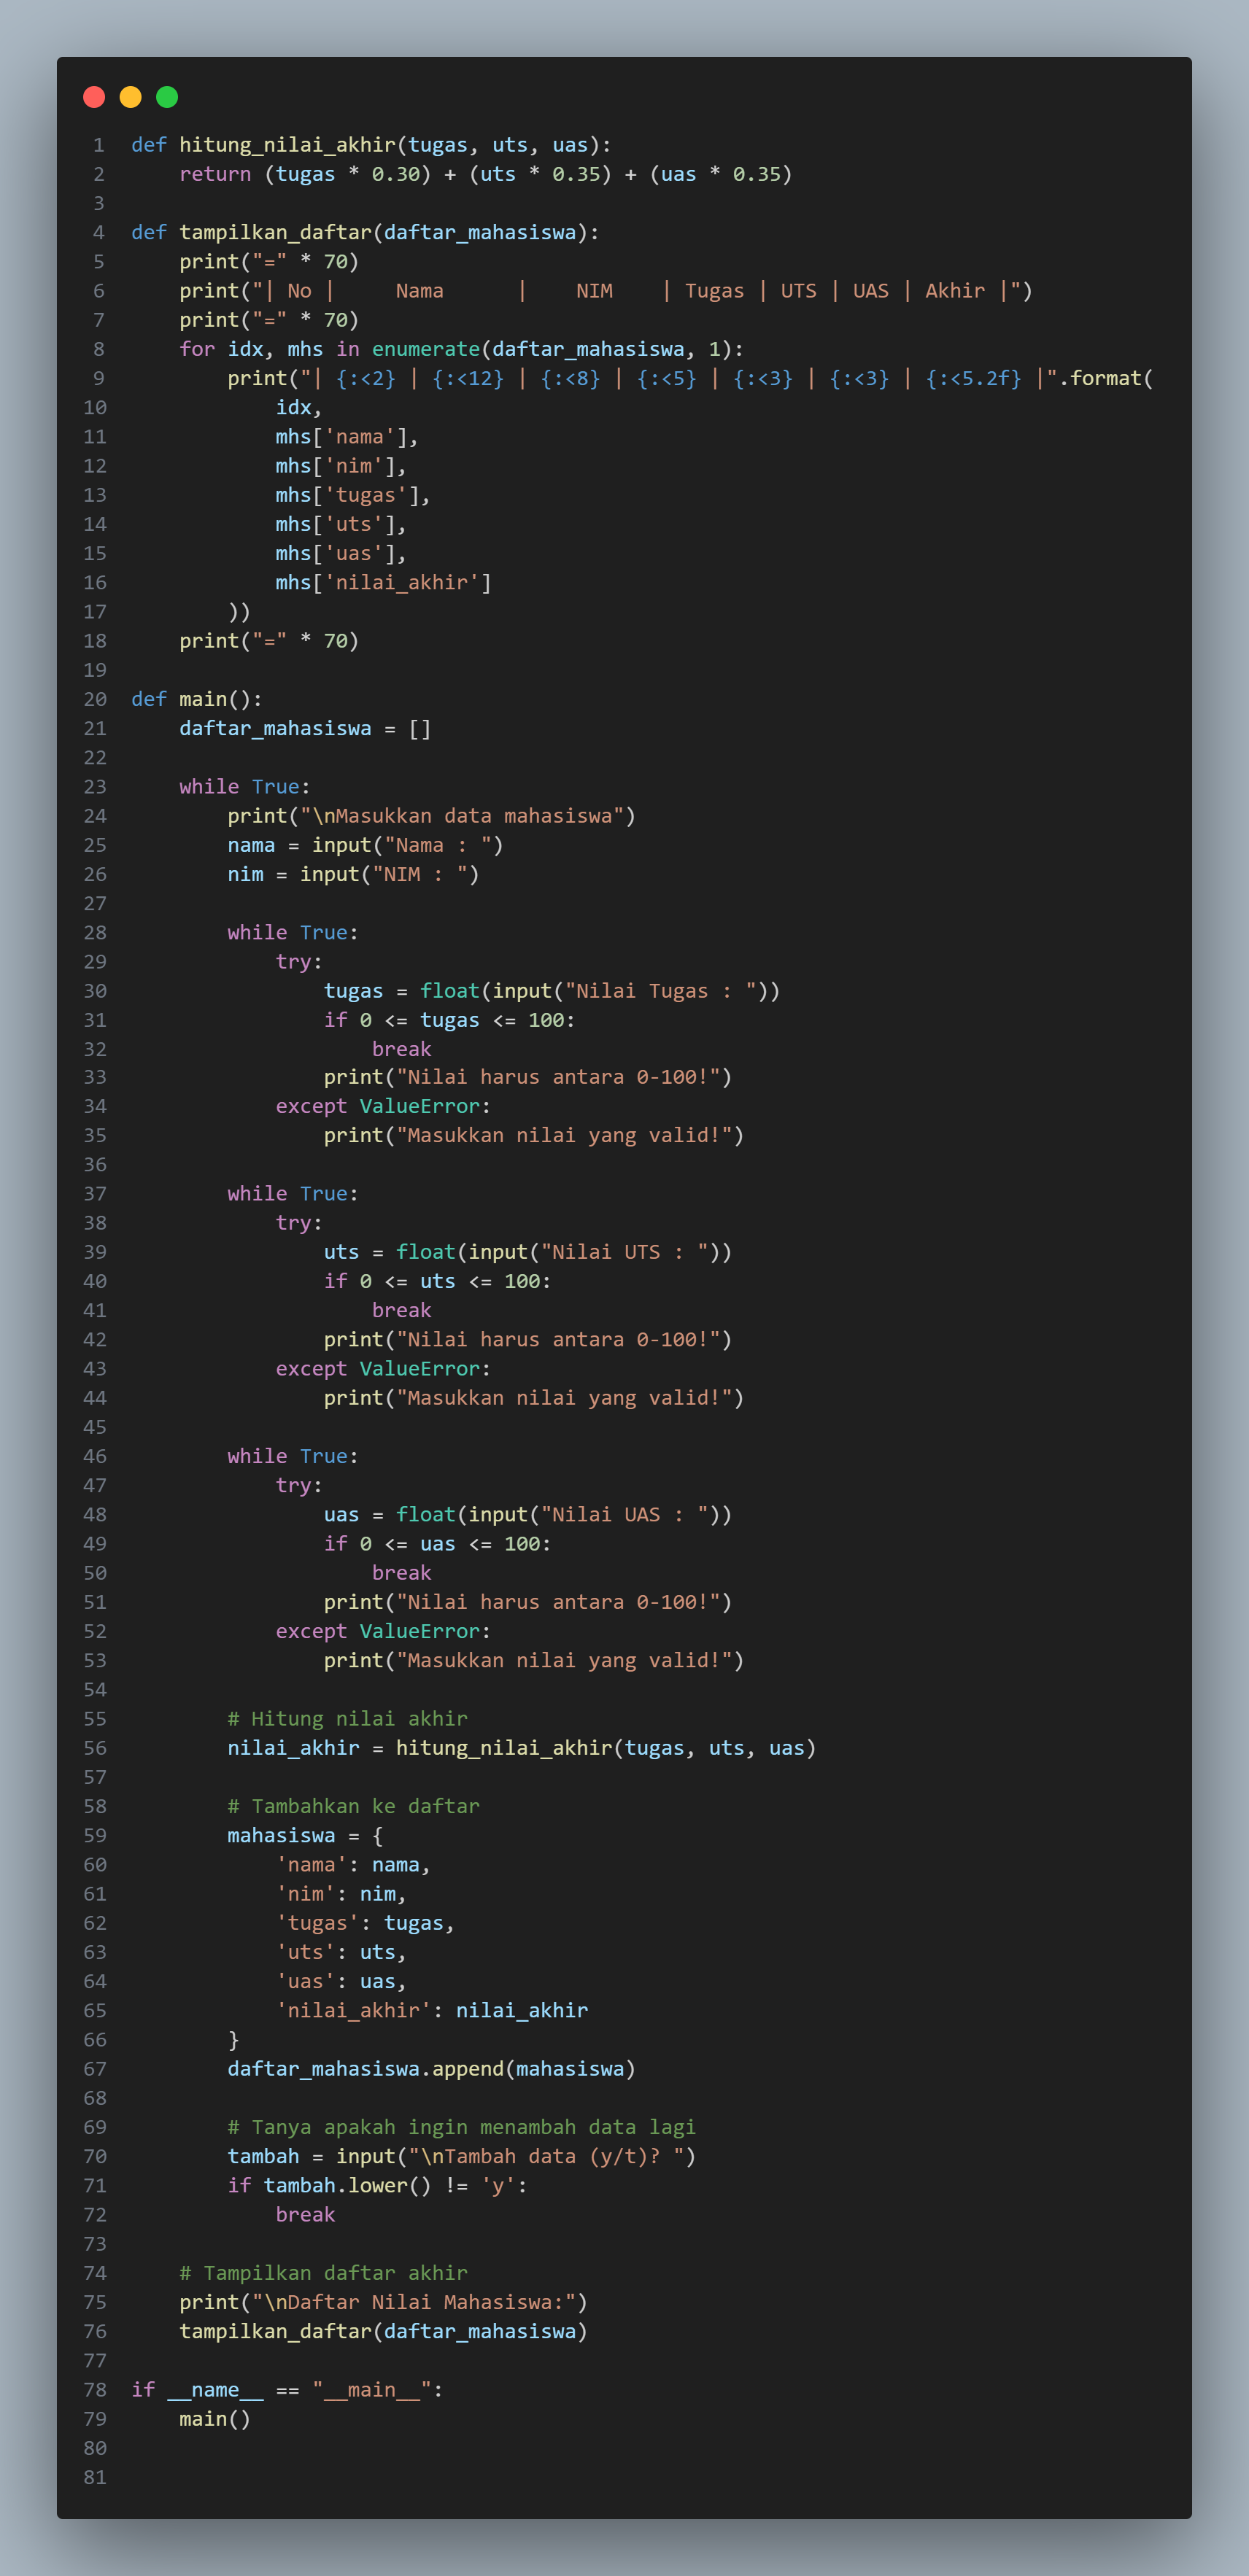 1 def hitung_nilai_akhir(tugas, uts, uas):
2     return (tugas * 0.30) + (uts * 0.35) + (uas * 0.35)
3
4 def tampilkan_daftar(daftar_mahasiswa):
5     print("=" * 70)
6     print("| No |     Nama      |    NIM    | Tugas | UTS | UAS | Akhir |")
7     print("=" * 70)
8     for idx, mhs in enumerate(daftar_mahasiswa, 1):
9         print("| {:<2} | {:<12} | {:<8} | {:<5} | {:<3} | {:<3} | {:<5.2f} |".format(
10             idx,
11             mhs['nama'],
12             mhs['nim'],
13             mhs['tugas'],
14             mhs['uts'],
15             mhs['uas'],
16             mhs['nilai_akhir']
17         ))
18     print("=" * 70)
19
20 def main():
21     daftar_mahasiswa = []
22
23     while True:
24         print("\nMasukkan data mahasiswa")
25         nama = input("Nama : ")
26         nim = input("NIM : ")
27
28         while True:
29             try:
30                 tugas = float(input("Nilai Tugas : "))
31                 if 0 <= tugas <= 100:
32                     break
33                 print("Nilai harus antara 0-100!")
34             except ValueError:
35                 print("Masukkan nilai yang valid!")
36
37         while True:
38             try:
39                 uts = float(input("Nilai UTS : "))
40                 if 0 <= uts <= 100:
41                     break
42                 print("Nilai harus antara 0-100!")
43             except ValueError:
44                 print("Masukkan nilai yang valid!")
45
46         while True:
47             try:
48                 uas = float(input("Nilai UAS : "))
49                 if 0 <= uas <= 100:
50                     break
51                 print("Nilai harus antara 0-100!")
52             except ValueError:
53                 print("Masukkan nilai yang valid!")
54
55         # Hitung nilai akhir
56         nilai_akhir = hitung_nilai_akhir(tugas, uts, uas)
57
58         # Tambahkan ke daftar
59         mahasiswa = {
60             'nama': nama,
61             'nim': nim,
62             'tugas': tugas,
63             'uts': uts,
64             'uas': uas,
65             'nilai_akhir': nilai_akhir
66         }
67         daftar_mahasiswa.append(mahasiswa)
68
69         # Tanya apakah ingin menambah data lagi
70         tambah = input("\nTambah data (y/t)? ")
71         if tambah.lower() != 'y':
72             break
73
74     # Tampilkan daftar akhir
75     print("\nDaftar Nilai Mahasiswa:")
76     tampilkan_daftar(daftar_mahasiswa)
77
78 if __name__ == "__main__":
79     main()
80
81